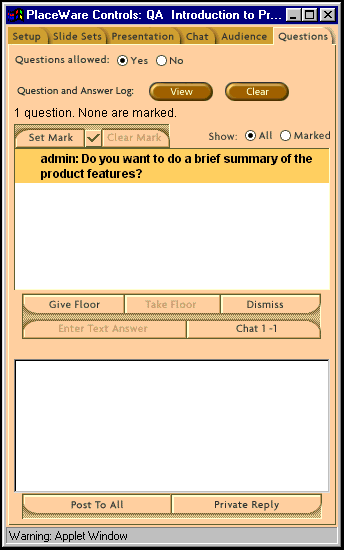 PlaceWare Controls: QA Introduction to Pr...
Setup Slide Sets Presentation Chat Audience Questions
Questions allowed: Yes No
Question and Answer Log: View Clear
1 question. None are marked.
Set Mark Clear Mark Show: All Marked
admin: Do you want to do a brief summary of the
product features?
Give Floor Take Floor Dismiss
Enter Text Answer Chat 1 -1
Post To All Private Reply
Warning: Applet Window